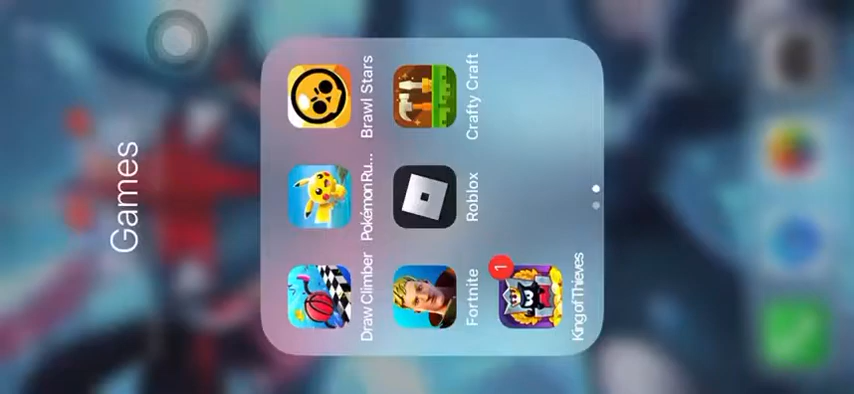 Games
Draw Climber
Pokémon Ru...
Brawl Stars
Fortnite
Roblox
Crafty Craft
1
King of Thieves